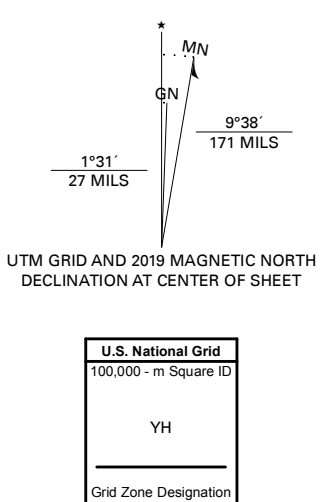 ★
MN
GN
9°38´
171 MILS
1°31´
27 MILS
UTM GRID AND 2019 MAGNETIC NORTH
DECLINATION AT CENTER OF SHEET
U.S. National Grid
100,000 - m Square ID
YH
Grid Zone Designation